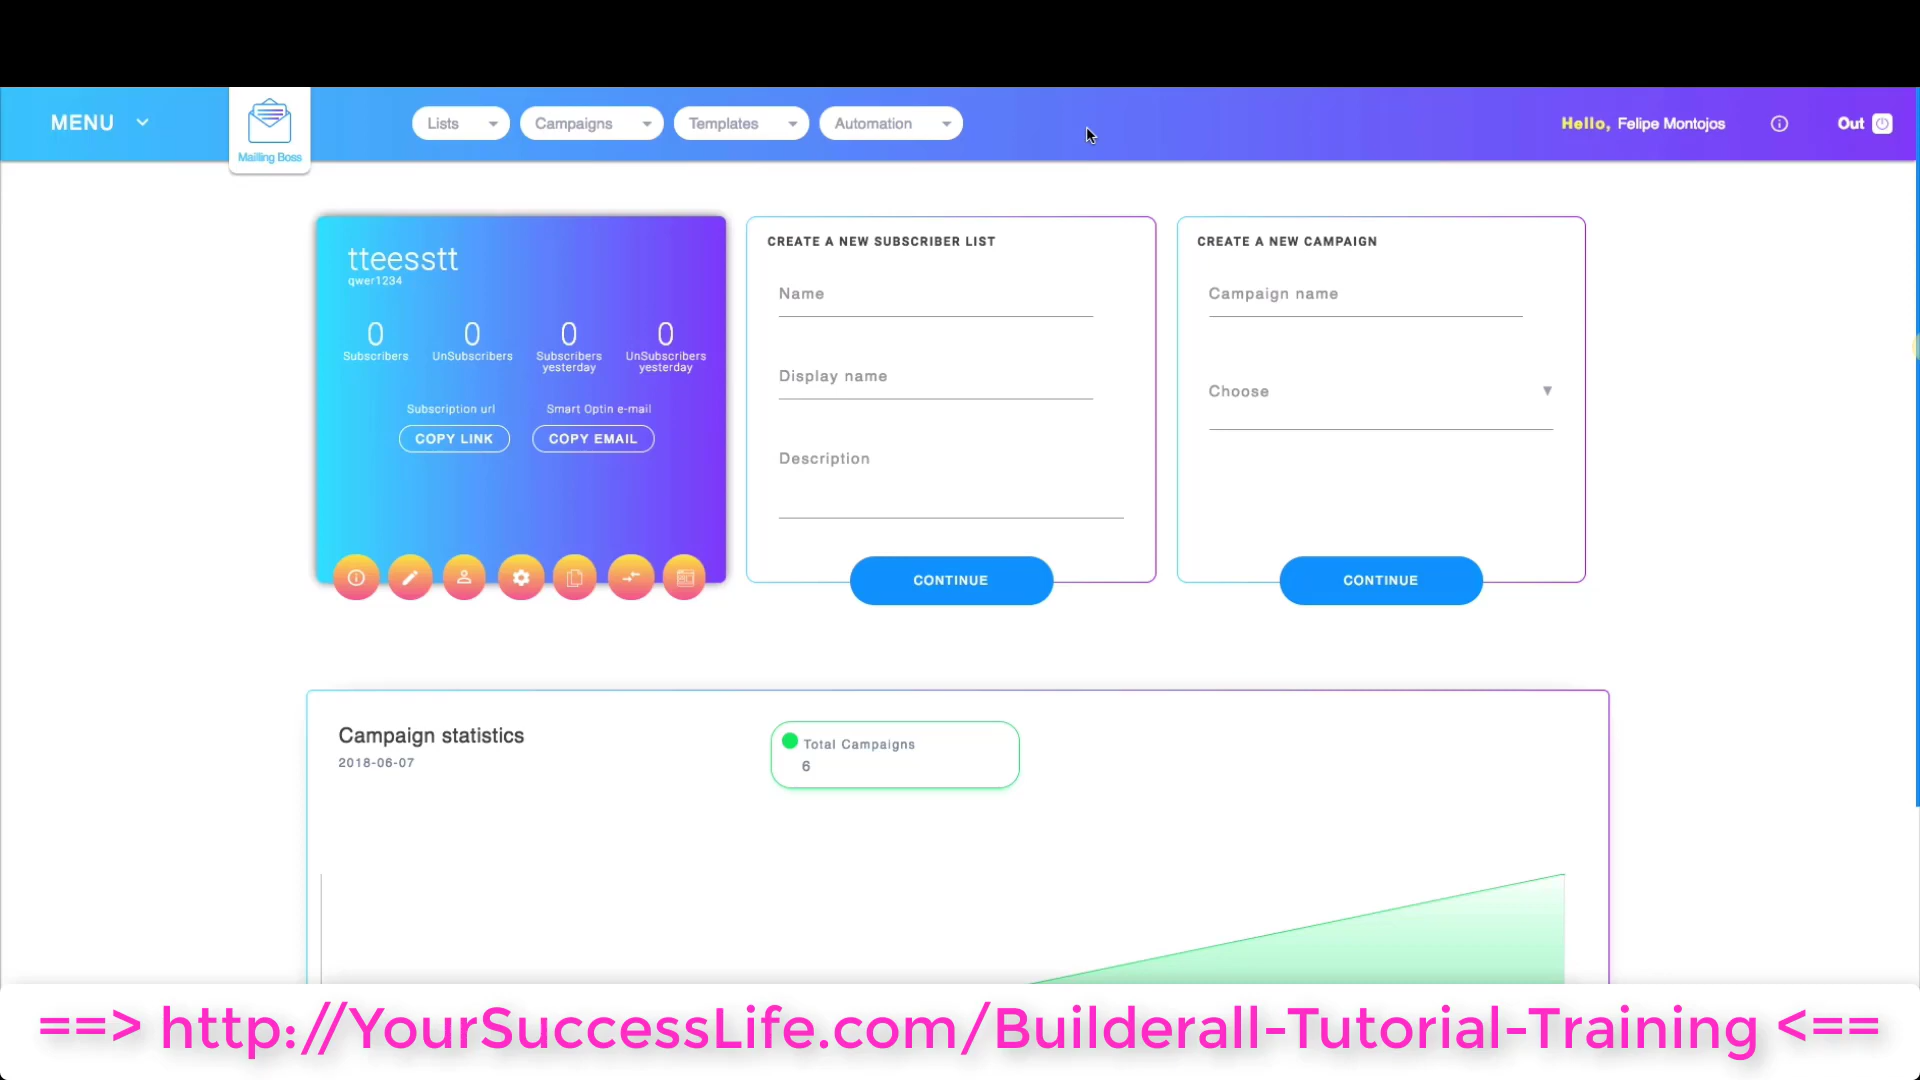 MENU
Mailling Boss
Lists
Campaigns
Templates
Automation
Hello, Felipe Montojos
Out
tteesstt
qwer1234
0
Subscribers
0
UnSubscribers
0
Subscribers
yesterday
0
UnSubscribers
yesterday
Subscription url
COPY LINK
Smart Optin e-mail
COPY EMAIL
CREATE A NEW SUBSCRIBER LIST
Name
Display name
Description
CONTINUE
CREATE A NEW CAMPAIGN
Campaign name
Choose
CONTINUE
Campaign statistics
2018-06-07
Total Campaigns
6
==> http://YourSuccessLife.com/Builderall-Tutorial-Training <==